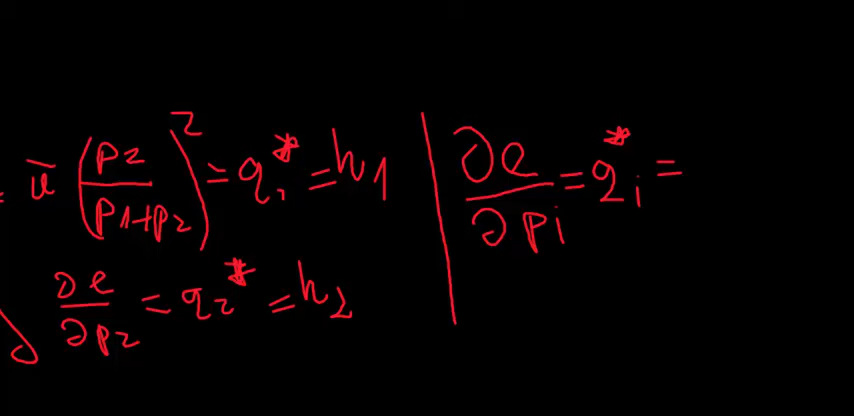 = ū (p2/(p1+p2))² = q₁* = h1
∂e/∂p2 = q2* = h2
∂e/∂pi = qi* =